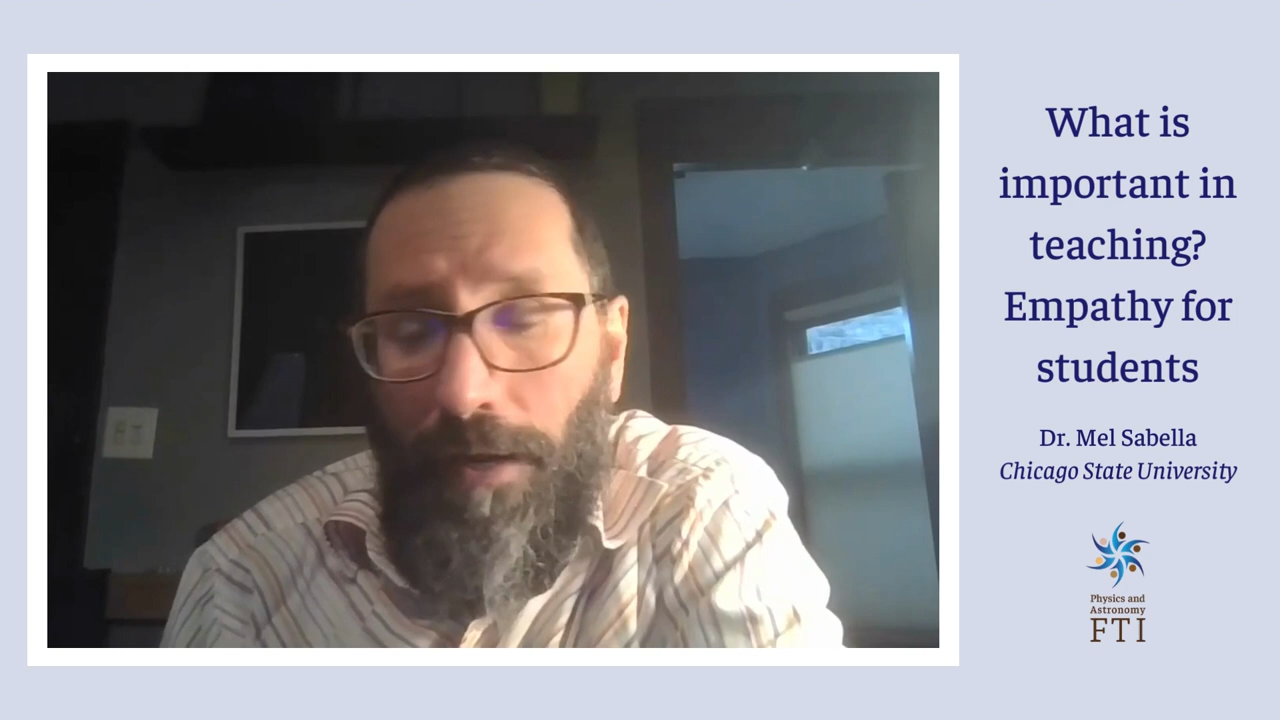 What is
important in
teaching?
Empathy for
students
Dr. Mel Sabella
Chicago State University
Physics and
Astronomy
FTI